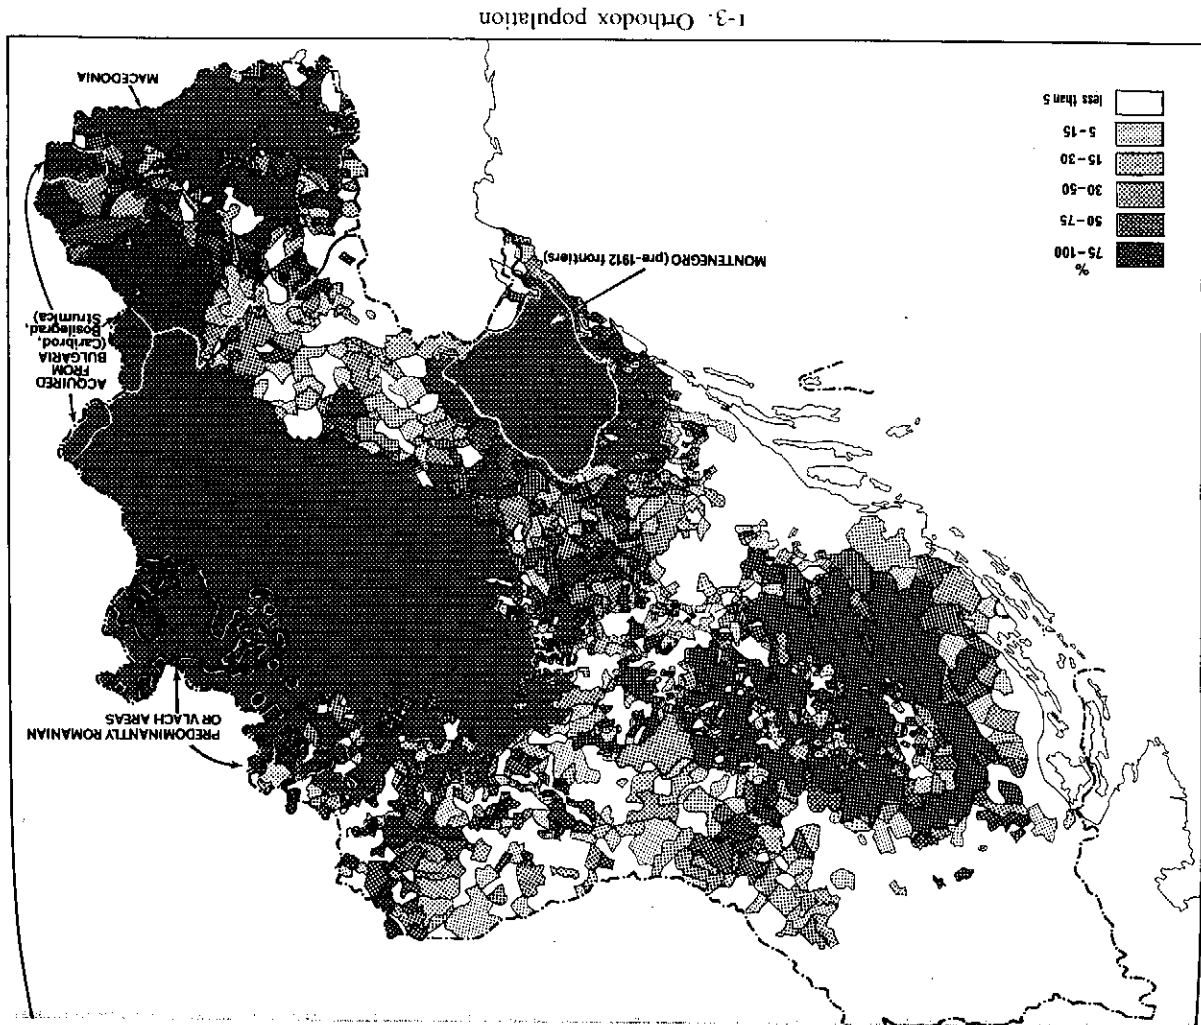 PREDOMINANTLY ROMANIAN
OR VLACH AREAS
ACQUIRED
FROM
BULGARIA
(Caribrod,
Bosilegrad,
Strumica)
MONTENEGRO (pre-1912 frontiers)
%
75-100
50-75
30-50
15-30
5-15
less than 5
MACEDONIA
1-3. Orthodox population